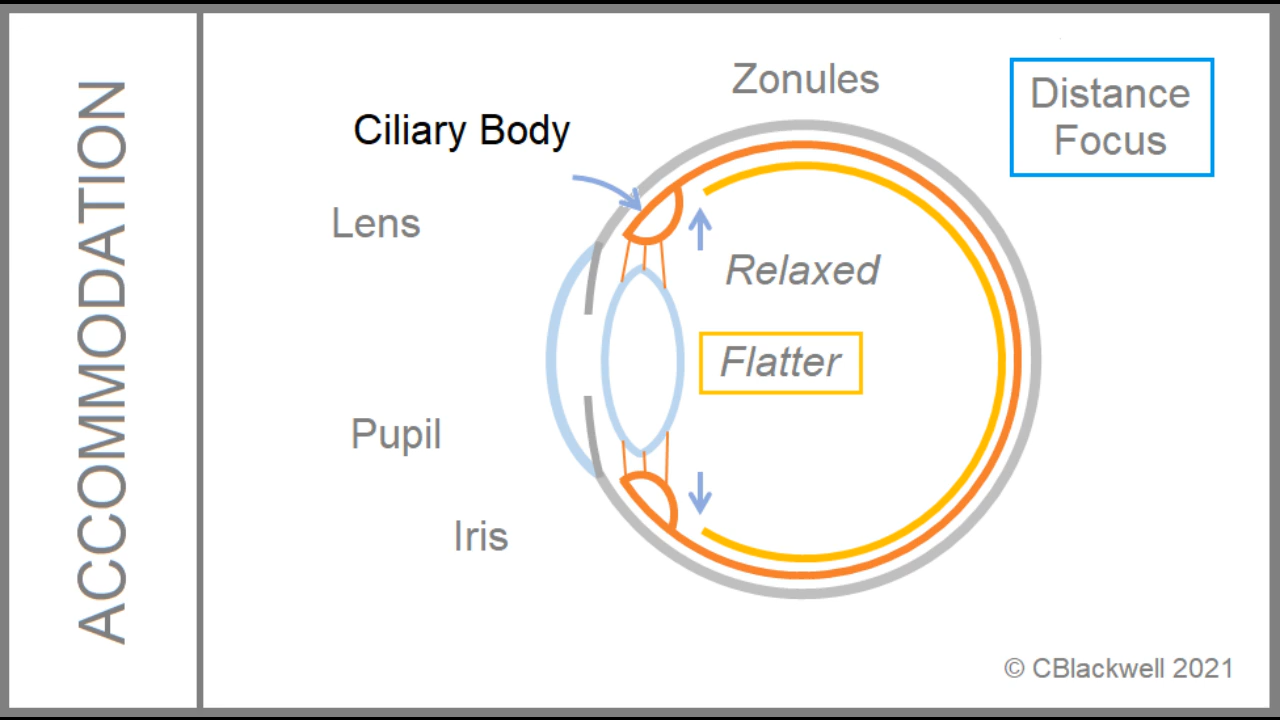 ACCOMMODATION
Zonules
Distance
Focus
Ciliary Body
Lens
Relaxed
Flatter
Pupil
Iris
© CBlackwell 2021